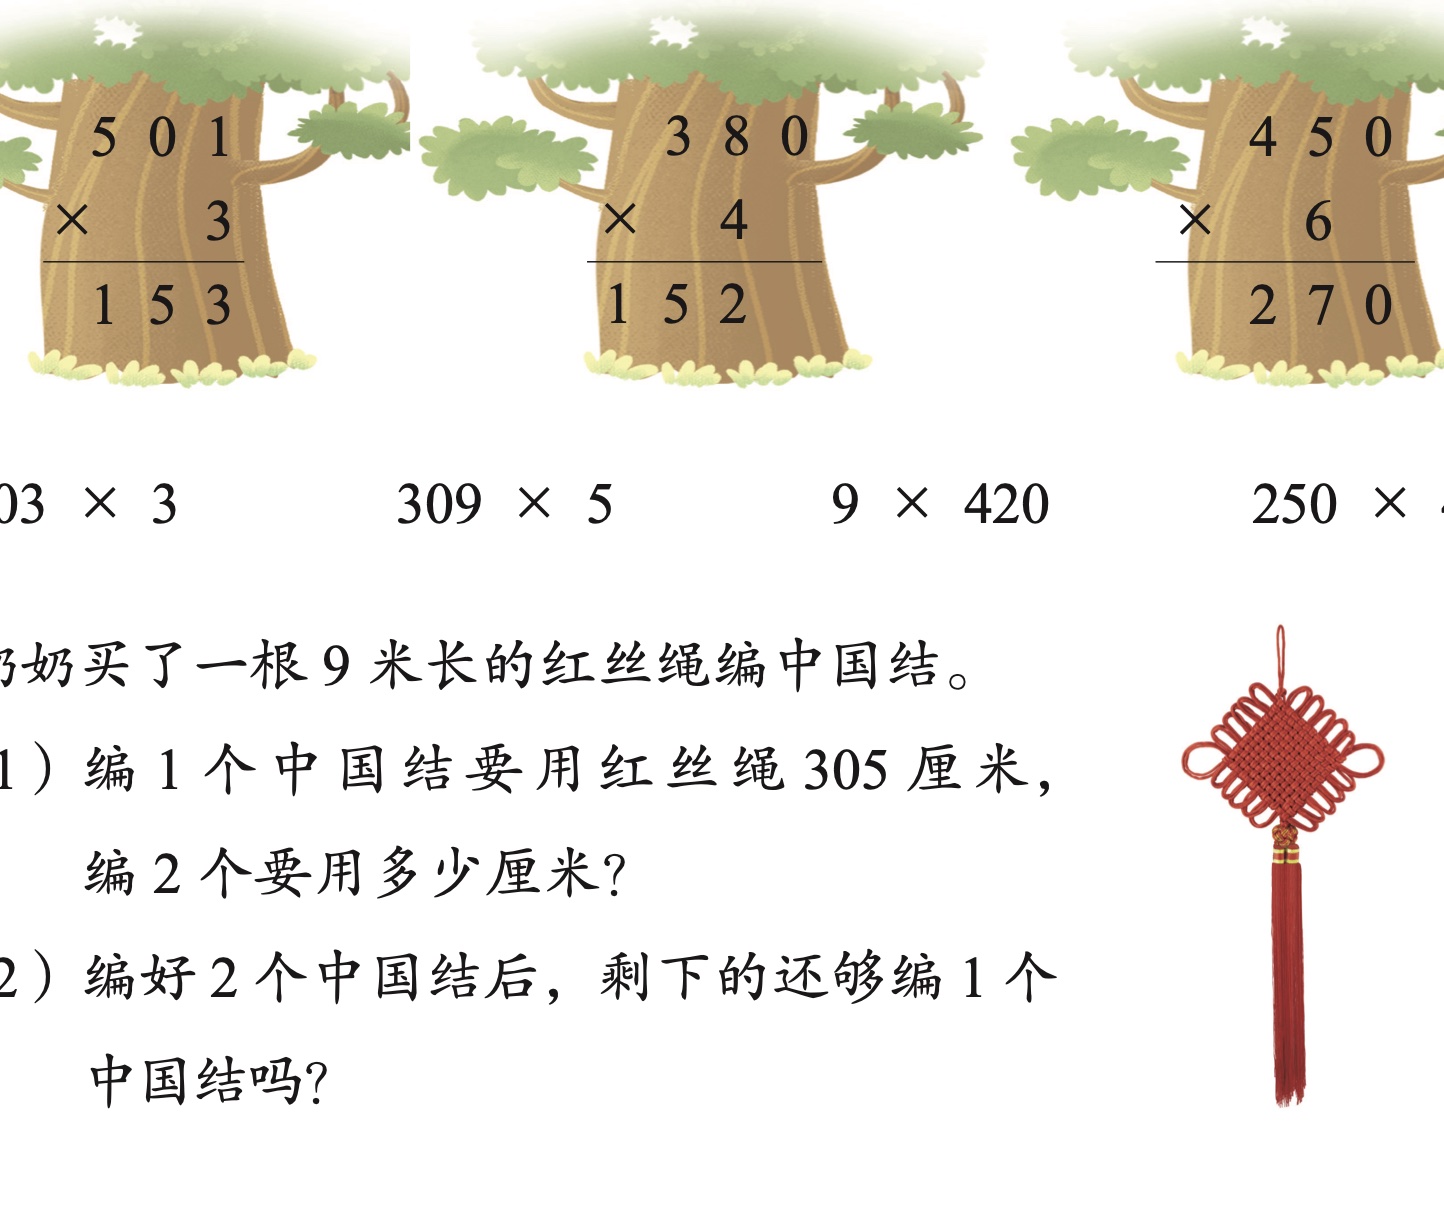 5 0 1 3 8 0 4 5 0
× 3 × 4 × 6
1 5 3 1 5 2 2 7 0
03 × 3 309 × 5 9 × 420 250 ×
奶买了一根 9 米长的红丝绳编中国结。
1）编 1 个中国结要用红丝绳 305 厘米，
编 2 个要用多少厘米？
2）编好 2 个中国结后，剩下的还够编 1 个
中国结吗？